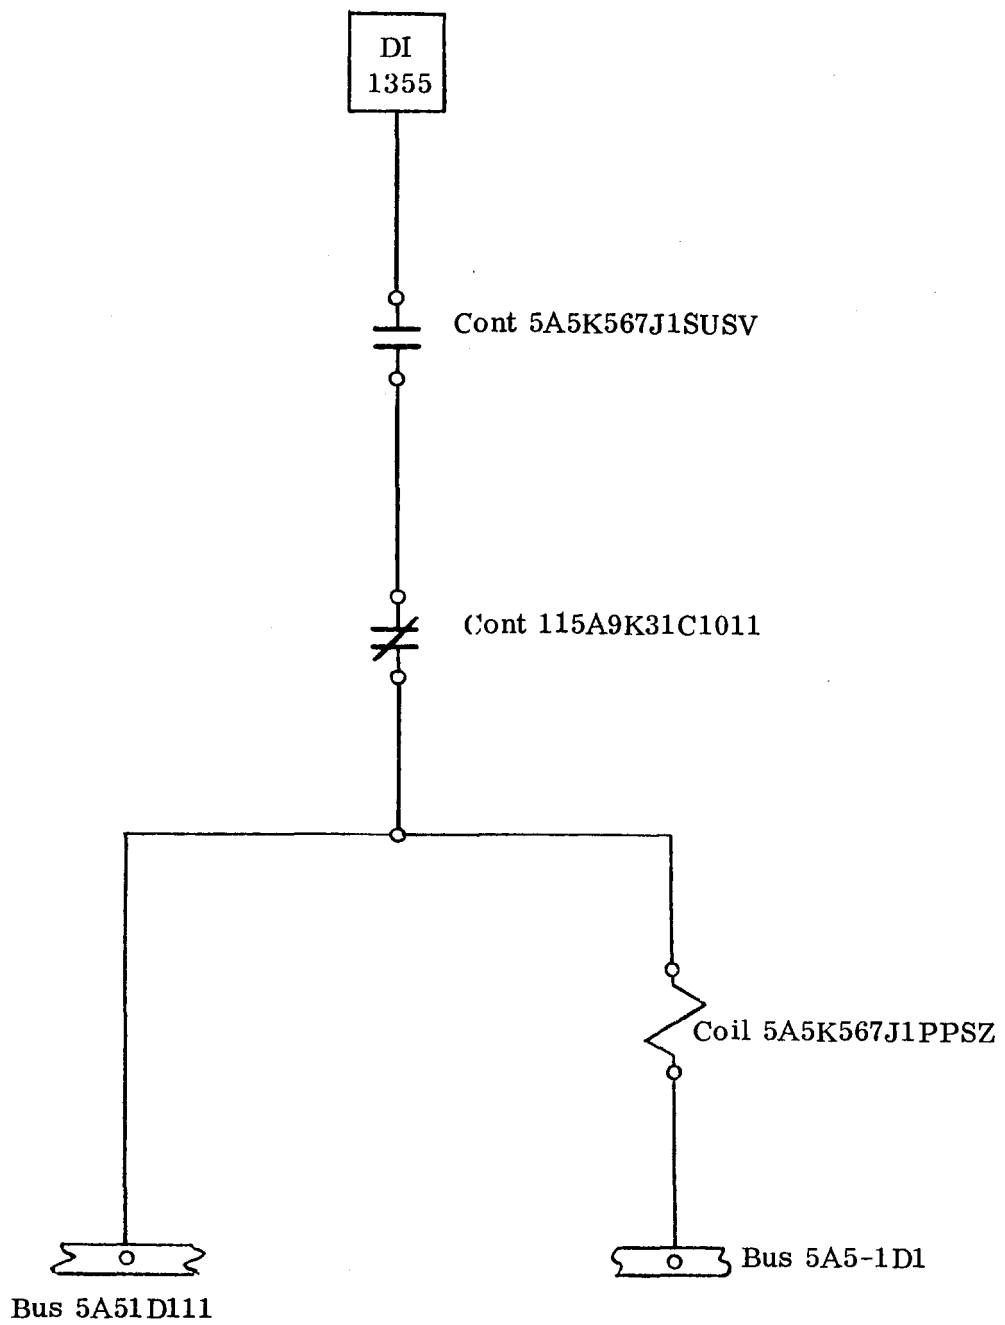 DI
1355
Cont 5A5K567J1SUSV
Cont 115A9K31C1011
Coil 5A5K567J1PPSZ
Bus 5A5-1D1
Bus 5A51D111